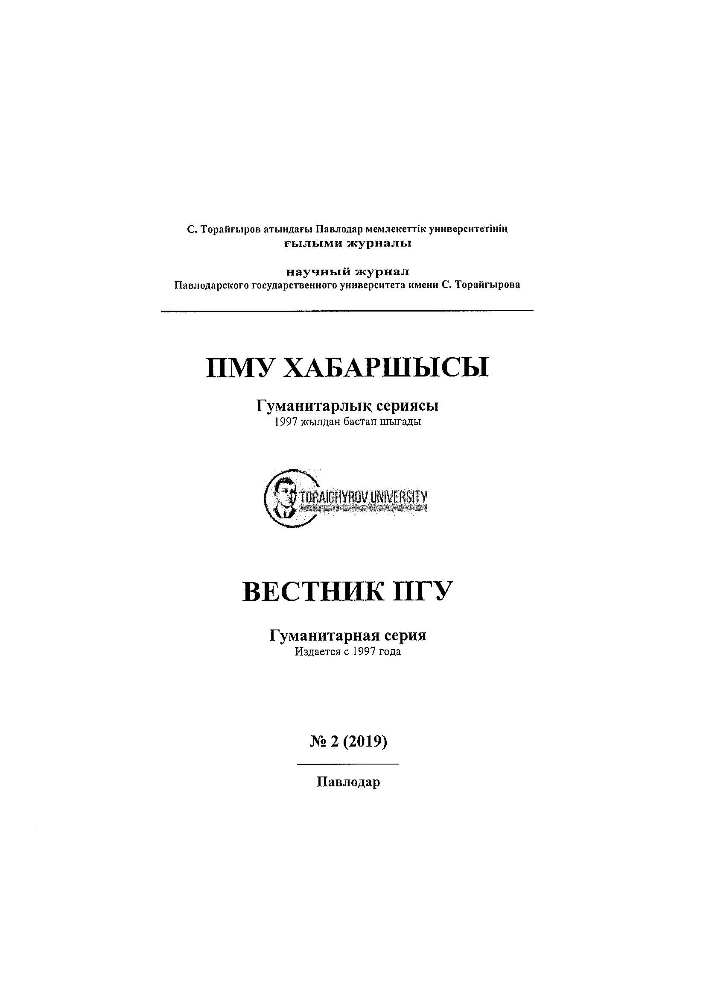 С. Торайғыров атындағы Павлодар мемлекеттік университетінің
ғылыми журналы
научный журнал
Павлодарского государственного университета имени С. Торайгырова
ПМУ ХАБАРШЫСЫ
Гуманитарлық сериясы
1997 жылдан бастап шығады
TORAIGHYROV UNIVERSITY
ВЕСТНИК ПГУ
Гуманитарная серия
Издается с 1997 года
№ 2 (2019)
Павлодар